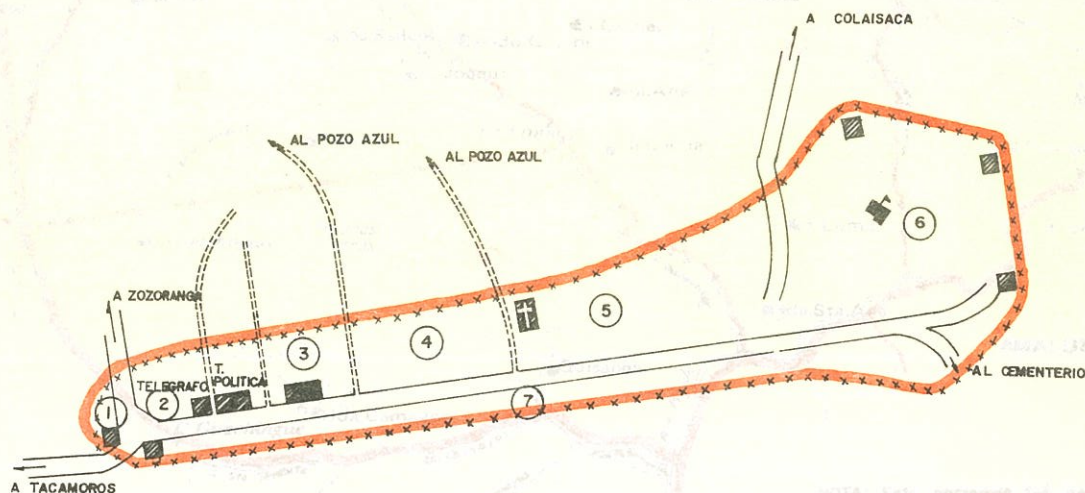 A COLAISACA
AL POZO AZUL
AL POZO AZUL
6
A ZOZORANGA
5
4
3
T.
POLITICA
TELEGRAFO
2
AL CEMENTERIO
1
7
A TACAMOROS